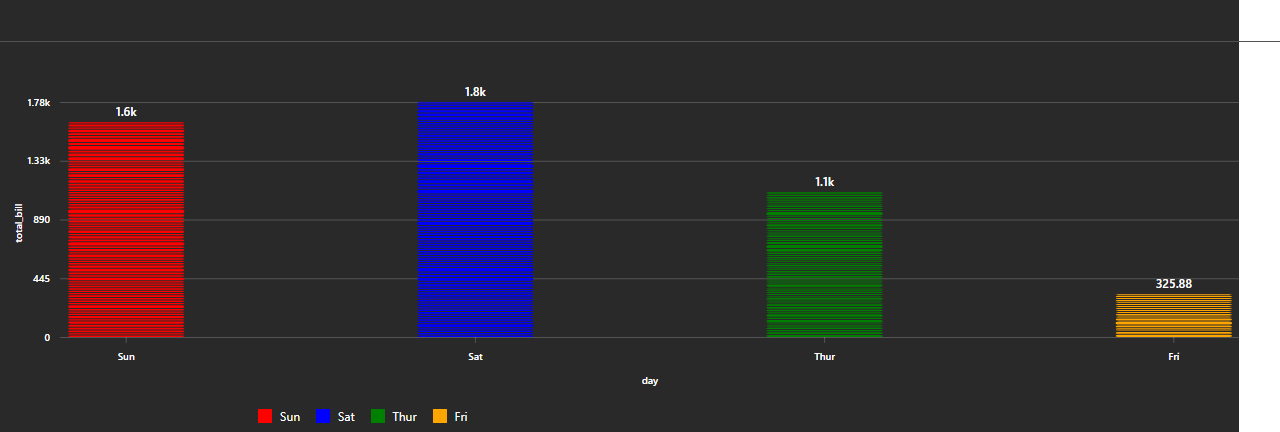 1.8k
1.78k
1.6k
1.33k
1.1k
890
total_bill
445
325.88
0
Sun Sat Thur Fri
day
Sun Sat Thur Fri